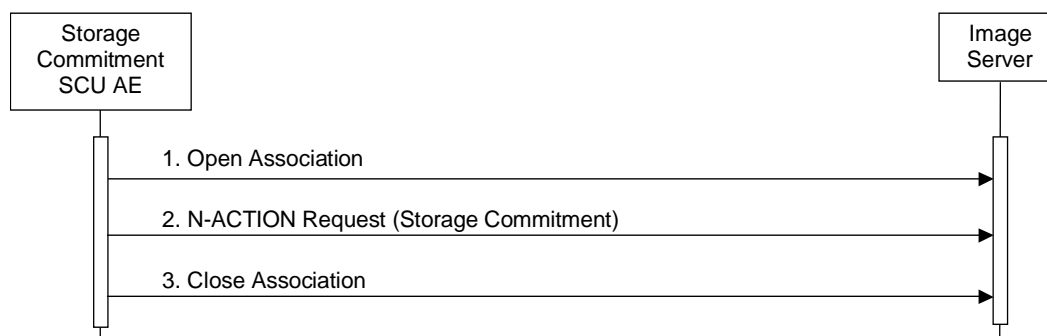 Storage
Commitment
SCU AE
Image
Server
1. Open Association
2. N-ACTION Request (Storage Commitment)
3. Close Association